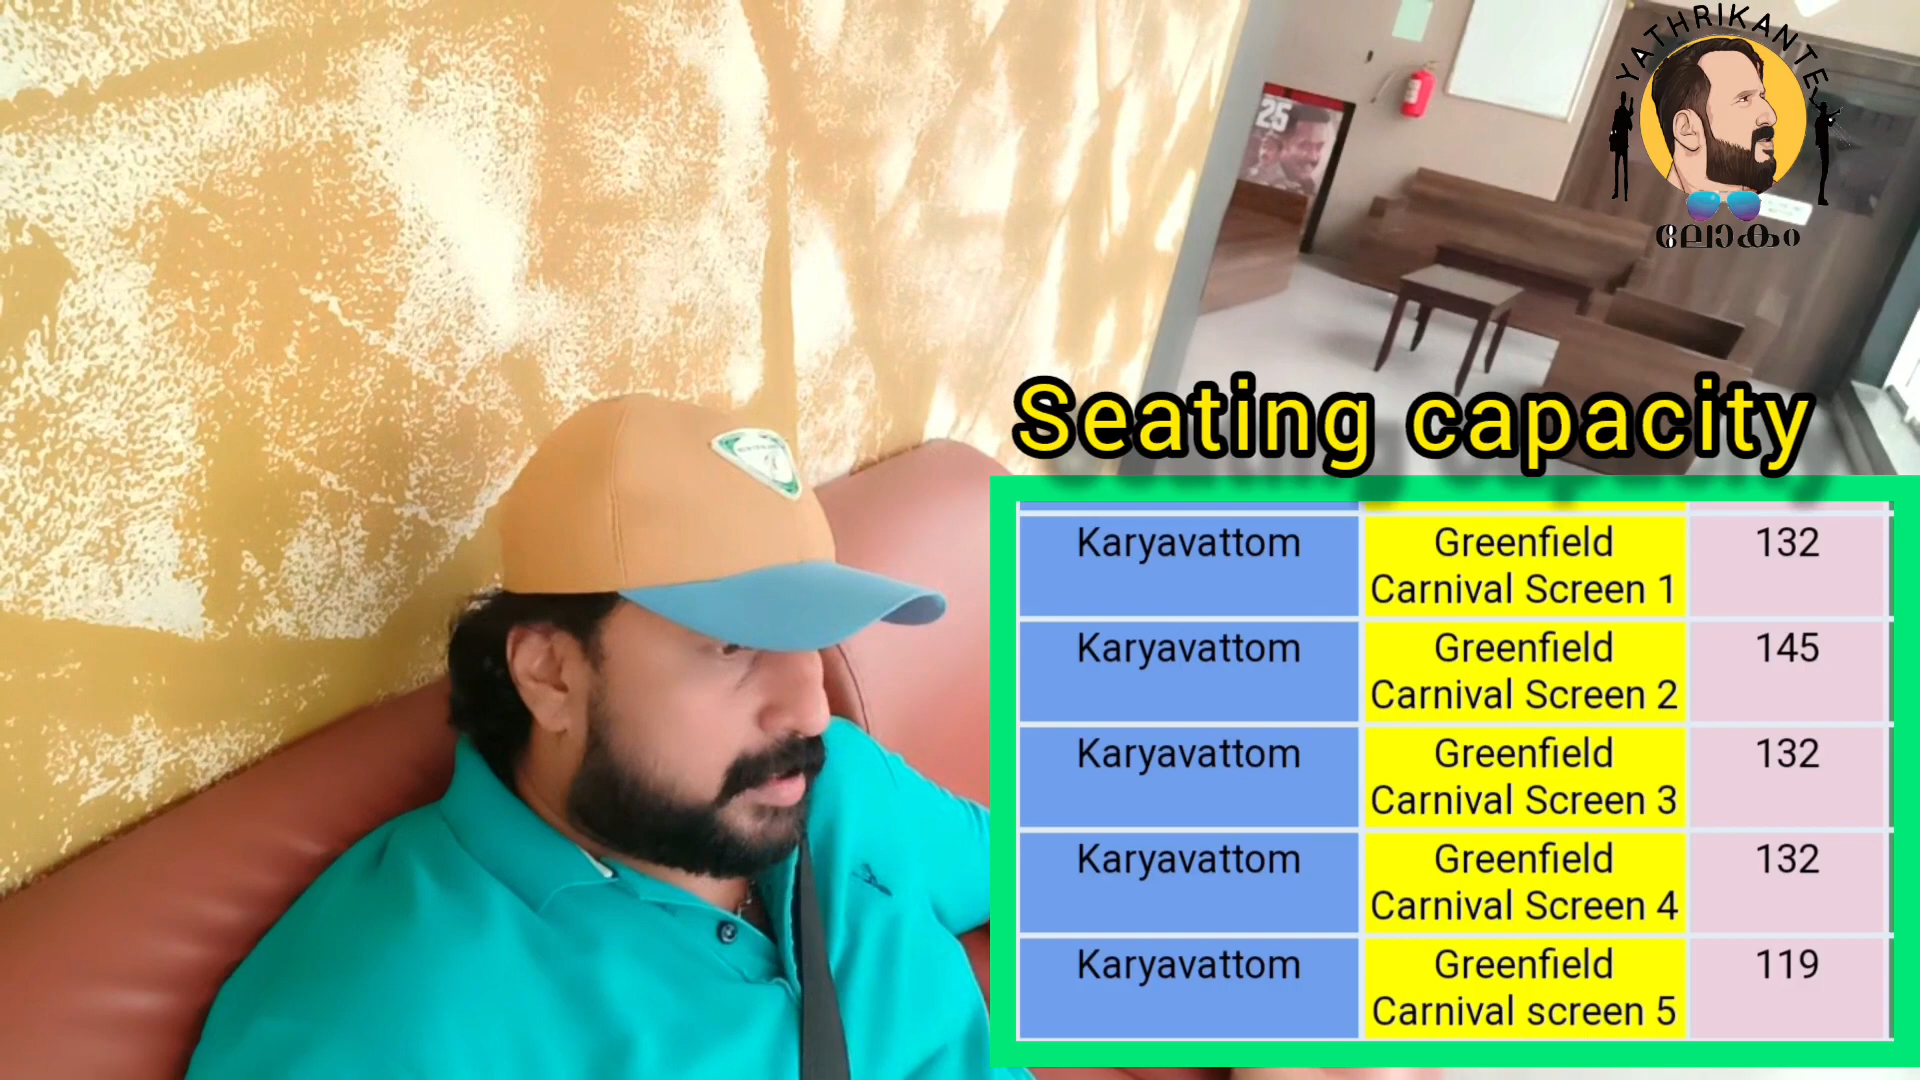 YATHRIKANTE
ലോകം
25
Seating capacity
Karyavattom Greenfield Carnival Screen 1 132
Karyavattom Greenfield Carnival Screen 2 145
Karyavattom Greenfield Carnival Screen 3 132
Karyavattom Greenfield Carnival Screen 4 132
Karyavattom Greenfield Carnival screen 5 119